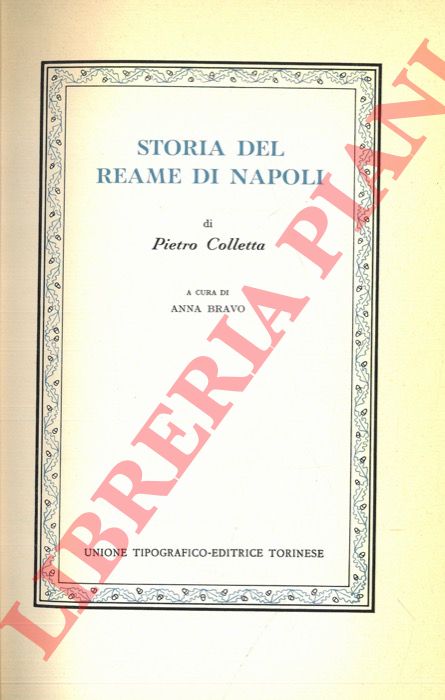 STORIA DEL
REAME DI NAPOLI
di
Pietro Colletta
A CURA DI
ANNA BRAVO
UNIONE TIPOGRAFICO-EDITRICE TORINESE
LIBRERIA PIANI